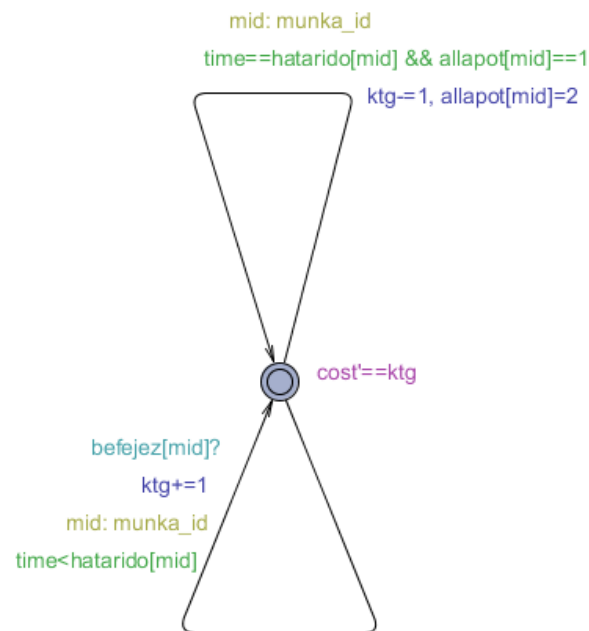 mid: munka_id
time==hatarido[mid] && allapot[mid]==1
ktg-=1, allapot[mid]=2
cost'==ktg
befejez[mid]?
ktg+=1
mid: munka_id
time<hatarido[mid]